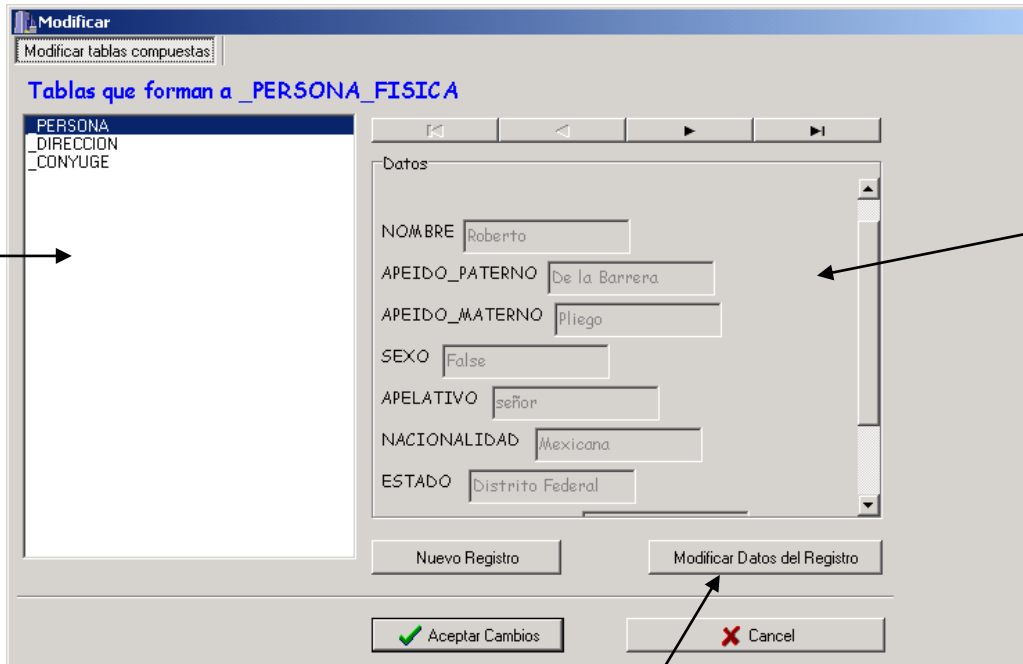 Modificar
Modificar tablas compuestas
Tablas que forman a _PERSONA_FISICA
_PERSONA
_DIRECCION
_CONYUGE
Datos
NOMBRE Roberto
APEIDO_PATERNO De la Barrera
APEIDO_MATERNO Pliego
SEXO False
APELATIVO señor
NACIONALIDAD Mexicana
ESTADO Distrito Federal
Nuevo Registro Modificar Datos del Registro
Aceptar Cambios Cancel